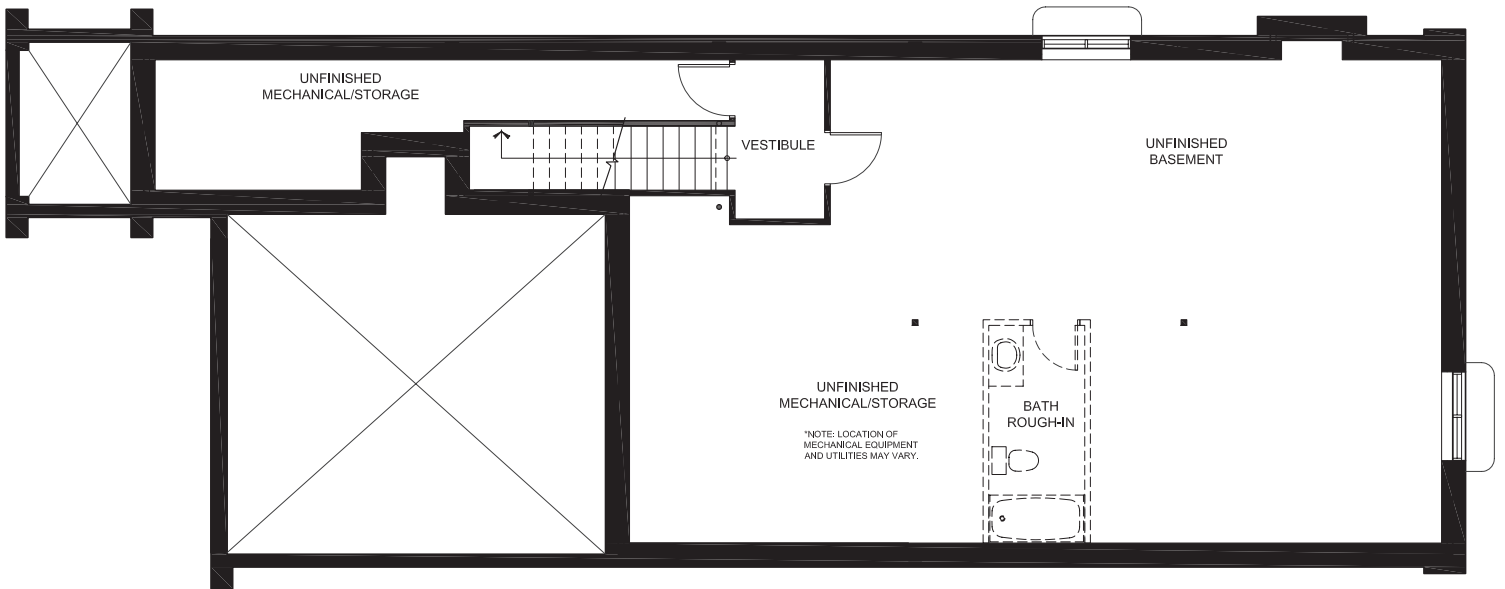 UNFINISHED
MECHANICAL/STORAGE
VESTIBULE
UNFINISHED
BASEMENT
UNFINISHED
MECHANICAL/STORAGE
*NOTE: LOCATION OF
MECHANICAL EQUIPMENT
AND UTILITIES MAY VARY.
BATH
ROUGH-IN